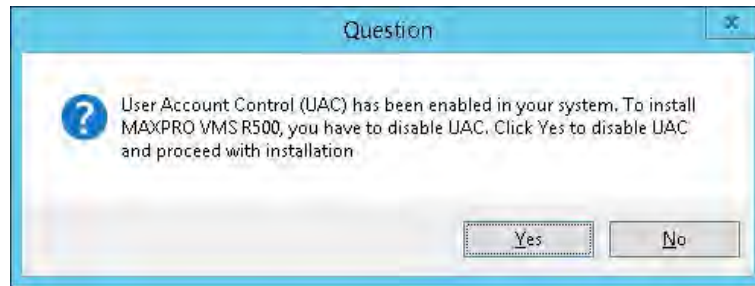 Question
x
?
User Account Control (UAC) has been enabled in your system. To install
MAXPRO VMS R500, you have to disable UAC. Click Yes to disable UAC
and proceed with installation
Yes
No